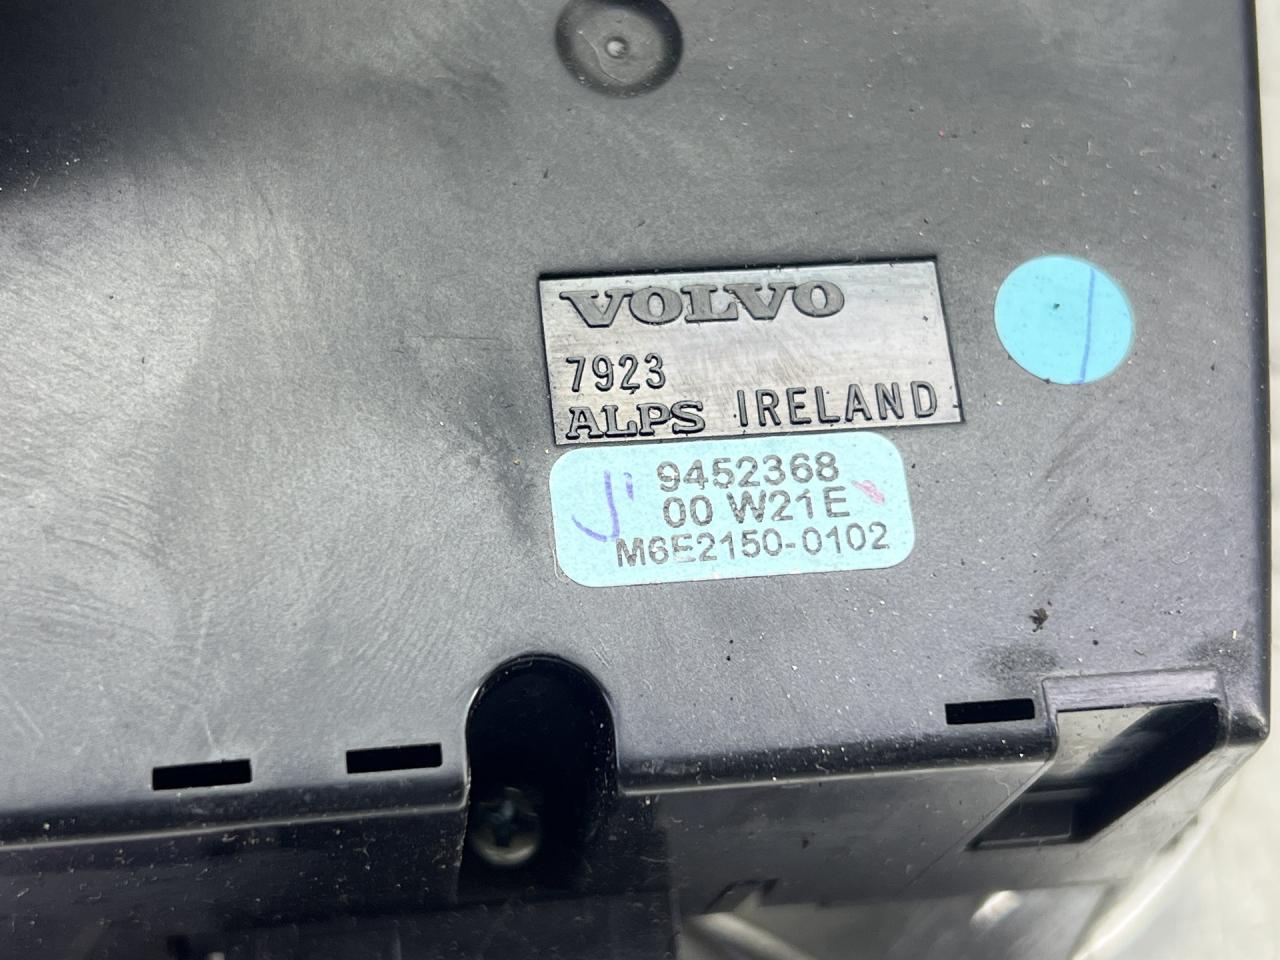 VOLVO
7923
ALPS IRELAND
9452368
00 W21E
M6E2150-0102